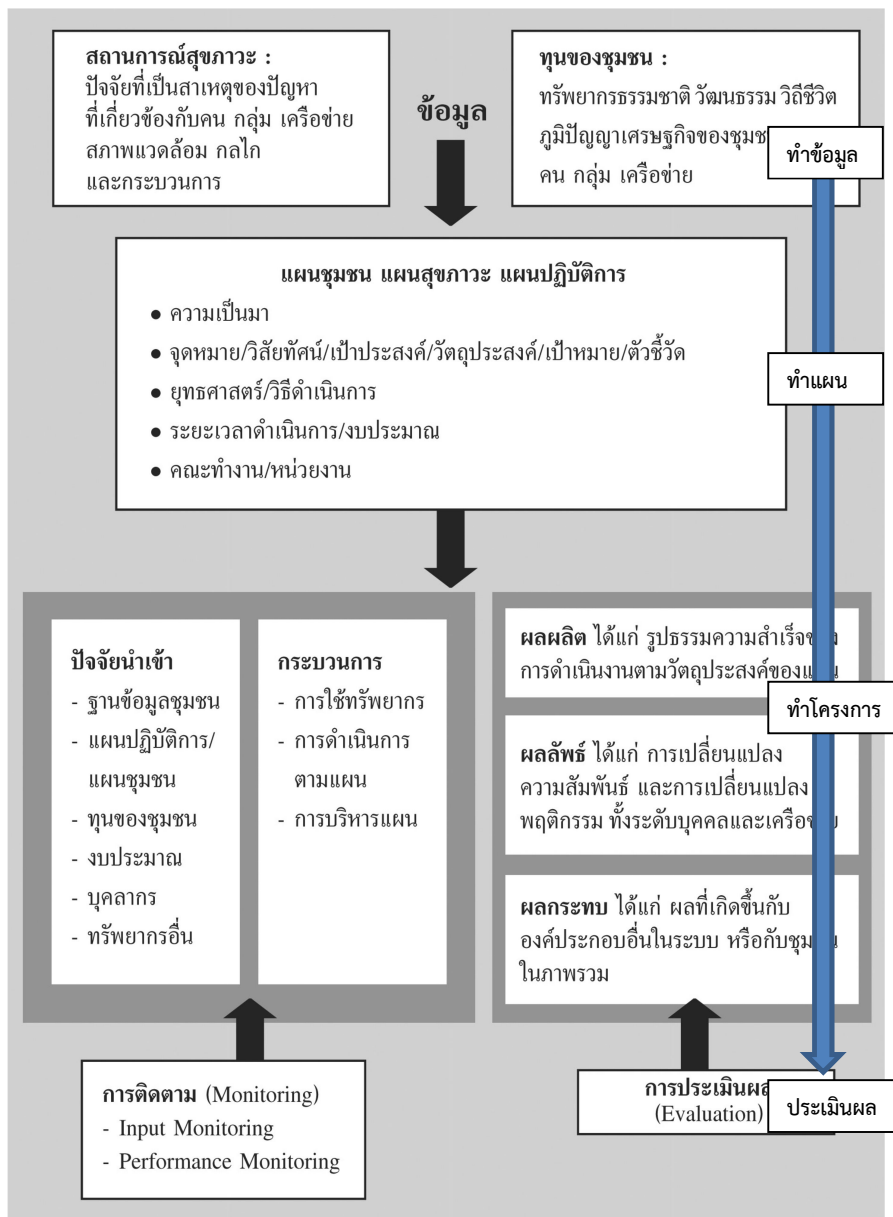 สถานการณ์สุขภาวะ :
ปัจจัยที่เป็นสาเหตุของปัญหา
ที่เกี่ยวข้องกับคน กลุ่ม เครือข่าย
สภาพแวดล้อม กลไก
และกระบวนการ
ข้อมูล
ทุนของชุมชน :
ทรัพยากรธรรมชาติ วัฒนธรรม วิถีชีวิต
ภูมิปัญญาเศรษฐกิจของ
คน กลุ่ม เครือข่าย
ทำข้อมูล
แผนชุมชน แผนสุขภาวะ แผนปฏิบัติการ
● ความเป็นมา
● จุดหมาย/วิสัยทัศน์/เป้าประสงค์/วัตถุประสงค์/เป้าหมาย/ตัวชี้วัด
● ยุทธศาสตร์/วิธีดำเนินการ
● ระยะเวลาดำเนินการ/งบประมาณ
● คณะทำงาน/หน่วยงาน
ทำแผน
ปัจจัยนำเข้า
- ฐานข้อมูลชุมชน
- แผนปฏิบัติการ/
แผนชุมชน
- ทุนของชุมชน
- งบประมาณ
- บุคลากร
- ทรัพยากรอื่น
กระบวนการ
- การใช้ทรัพยากร
- การดำเนินการ
ตามแผน
- การบริหารแผน
ผลผลิต ได้แก่ รูปธรรมความสำเร็จ
การดำเนินงานตามวัตถุประสงค์ของ
ทำโครงการ
ผลลัพธ์ ได้แก่ การเปลี่ยนแปลง
ความสัมพันธ์ และการเปลี่ยนแปลง
พฤติกรรม ทั้งระดับบุคคลและ
ผลกระทบ ได้แก่ ผลที่เกิดขึ้นกับ
องค์ประกอบอื่นในระบบ หรือกับ
ในภาพรวม
การติดตาม (Monitoring)
- Input Monitoring
- Performance Monitoring
การประเมินผล
(Evaluation)
ประเมินผล